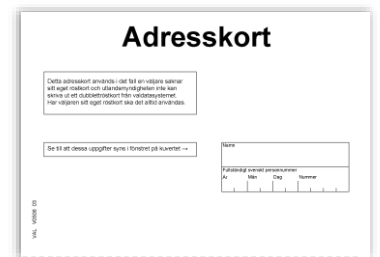 Adresskort
Detta adresskort används i det fall en väljare saknar
sitt eget röstkort och utlandsmyndigheten inte kan
skriva ut ett dubblettröstkort från valdatasystemet.
Har väljaren sitt eget röstkort ska det alltid användas.
Se till att dessa uppgifter syns i fönstret på kuvertet →
Namn
Fullständigt svenskt personnummer
År Mån Dag Nummer
VAL